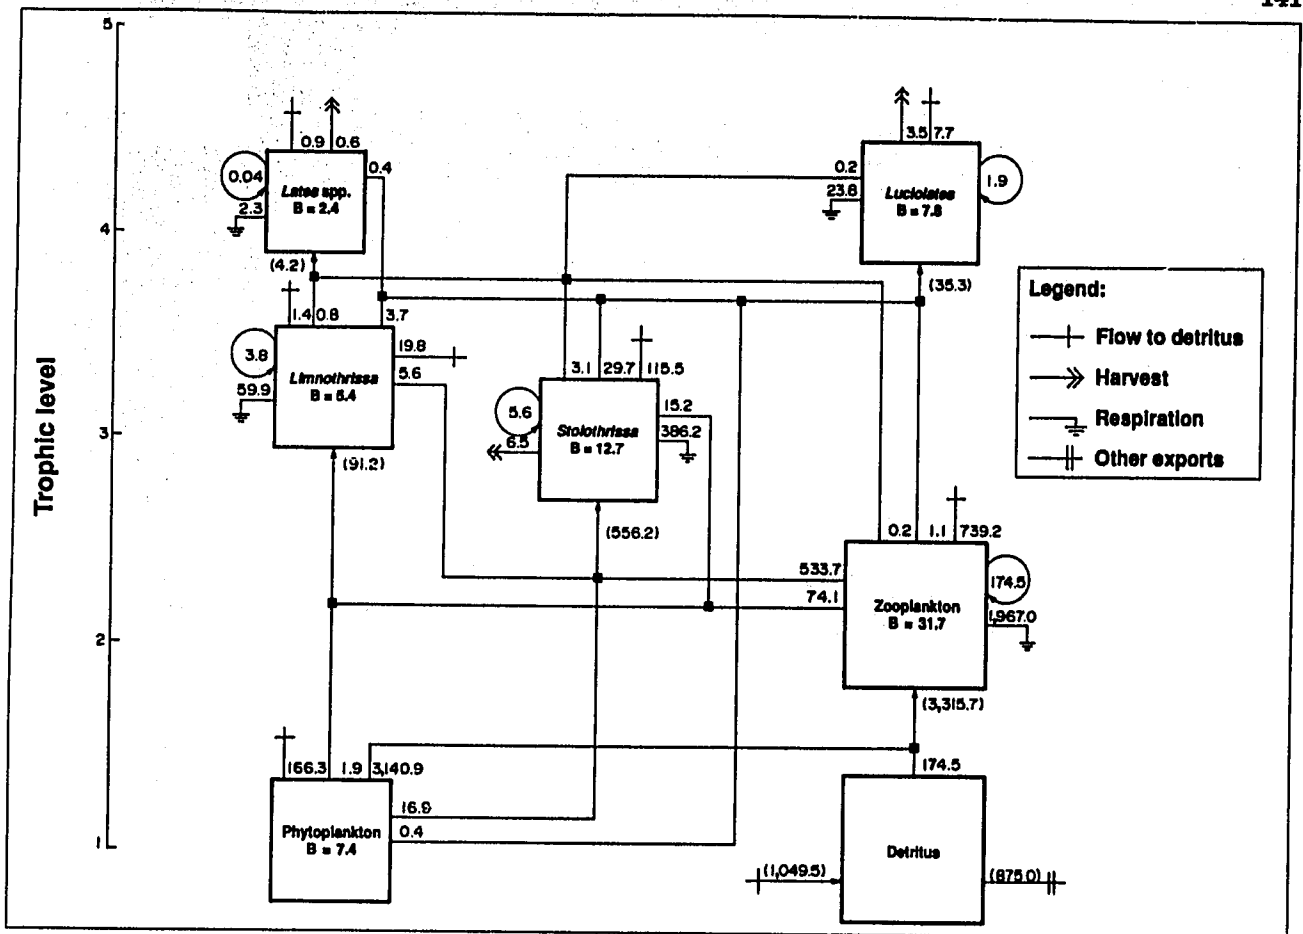 141
5
0.9 0.6
3.5 7.7
0.4
0.2
0.04
1.9
Lates spp.
B = 2.4
Luciolates
B = 7.8
23.8
2.3
4
(4.2)
(35.3)
Legend:
Flow to detritus
Harvest
Respiration
Other exports
1.4 0.8 3.7
3.8
19.8
Limnothrissa
B = 5.4
5.6
59.9
3.1 29.7 115.5
5.6
15.2
Stolothrissa
B = 12.7
386.2
6.5
3
Trophic level
(91.2)
(556.2)
0.2 1.1 739.2
533.7
174.5
74.1
Zooplankton
B = 31.7
1,967.0
2
(3,315.7)
166.3 1.9 3,140.9
174.5
16.9
Phytoplankton
B = 7.4
0.4
1
Detritus
(1,049.5)
(875.0)